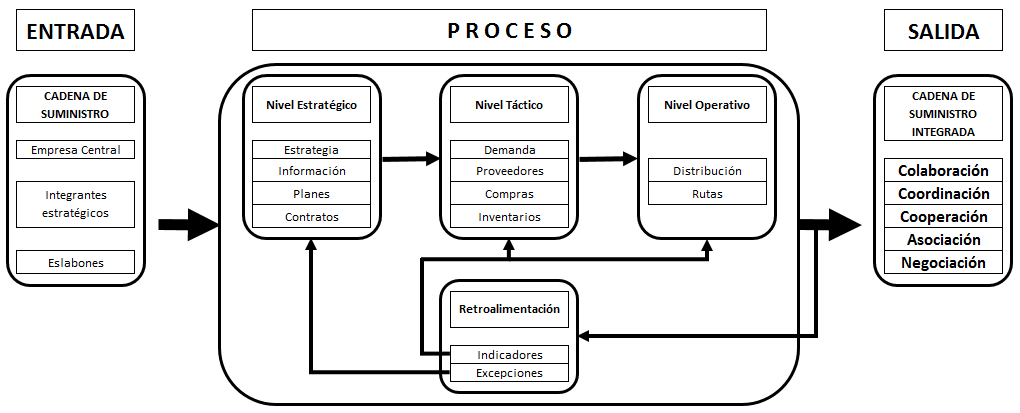 ENTRADA
PROCESO
SALIDA
CADENA DE
SUMINISTRO
Empresa Central
Integrantes
estratégicos
Eslabones
Nivel Estratégico
Estrategia
Información
Planes
Contratos
Nivel Táctico
Demanda
Proveedores
Compras
Inventarios
Nivel Operativo
Distribución
Rutas
Retroalimentación
Indicadores
Excepciones
CADENA DE
SUMINISTRO
INTEGRADA
Colaboración
Coordinación
Cooperación
Asociación
Negociación